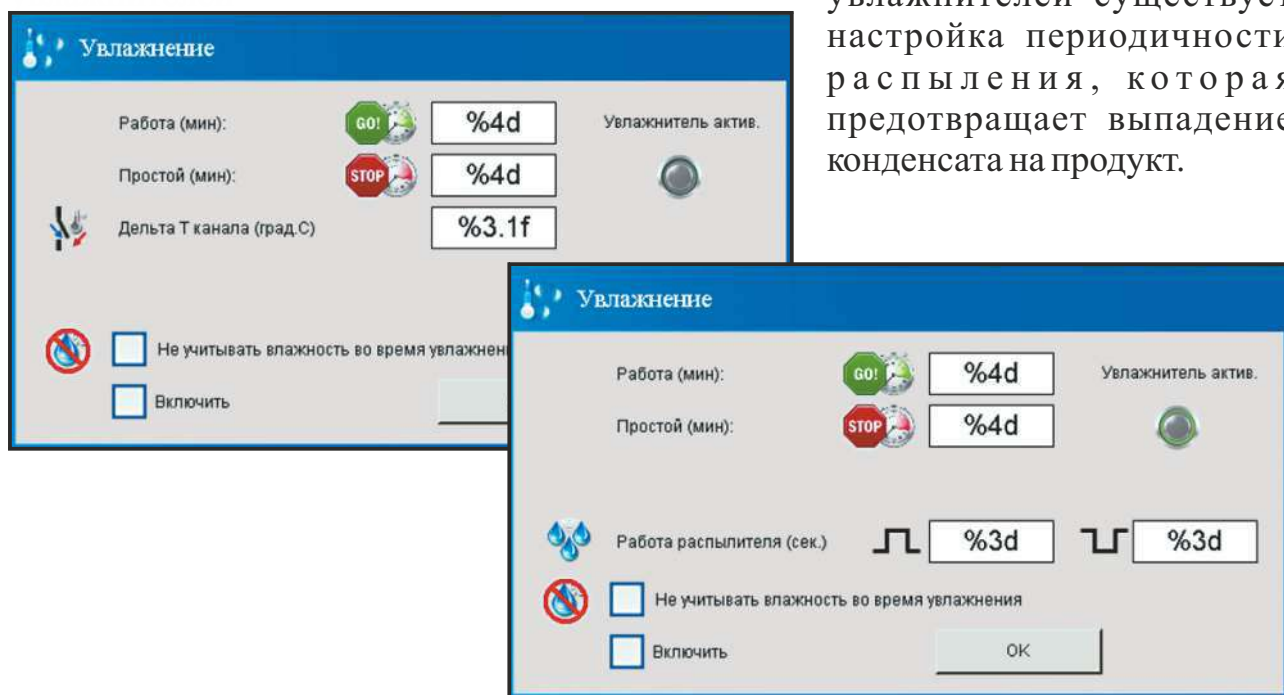 увлажнителей существует
настройка периодичности
распыления, которая
предотвращает выпадение
конденсата на продукт.
Увлажнение
Работа (мин):
GO!
%4d
Увлажнитель актив.
Простой (мин):
STOP
%4d
Дельта Т канала (град.С)
%3.1f
Не учитывать влажность во время увлажнен
Включить
Увлажнение
Работа (мин):
GO!
%4d
Увлажнитель актив.
Простой (мин):
STOP
%4d
Работа распылителя (сек.)
%3d
%3d
Не учитывать влажность во время увлажнения
Включить
OK